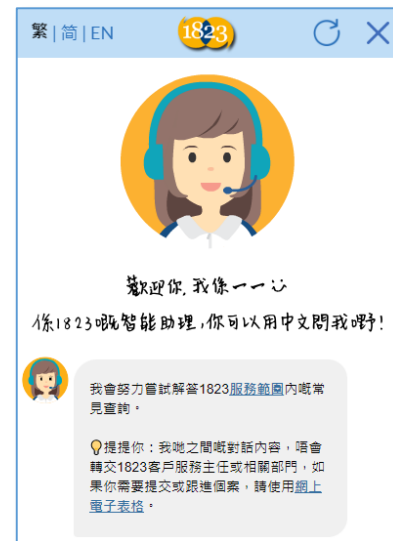 繁 | 简 | EN
1823
歡迎你, 我係一一
係1823嘅智能助理,你可以用中文問我嘢!
我會努力嘗試解答1823服務範圍內嘅常
見查詢。
提提你：我哋之間嘅對話內容，唔會
轉交1823客戶服務主任或相關部門，如
果你需要提交或跟進個案，請使用網上
電子表格。